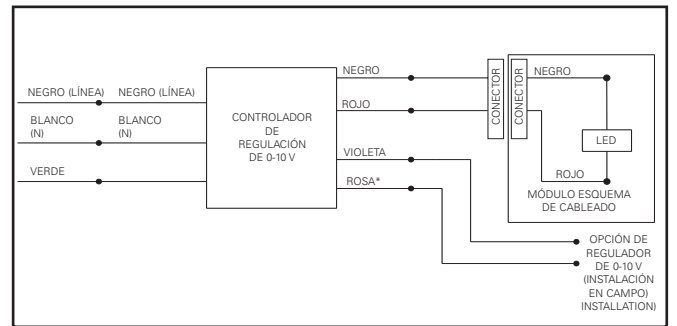 NEGRO (LÍNEA)
NEGRO (LÍNEA)
BLANCO
(N)
BLANCO
(N)
VERDE
CONTROLADOR
DE
REGULACIÓN
DE 0-10 V
NEGRO
ROJO
VIOLETA
ROSA*
CONECTOR
CONECTOR
NEGRO
LED
ROJO
MÓDULO ESQUEMA
DE CABLEADO
OPCIÓN DE
REGULADOR
DE 0-10 V
(INSTALACIÓN
EN CAMPO)
INSTALLATION)